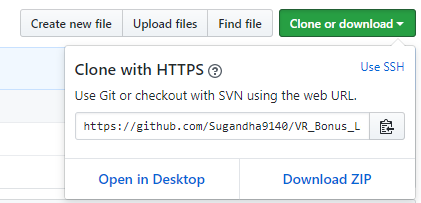 Create new file Upload files Find file Clone or download
Clone with HTTPS ? Use SSH
Use Git or checkout with SVN using the web URL.
https://github.com/Sugandha9140/VR_Bonus_L
Open in Desktop Download ZIP